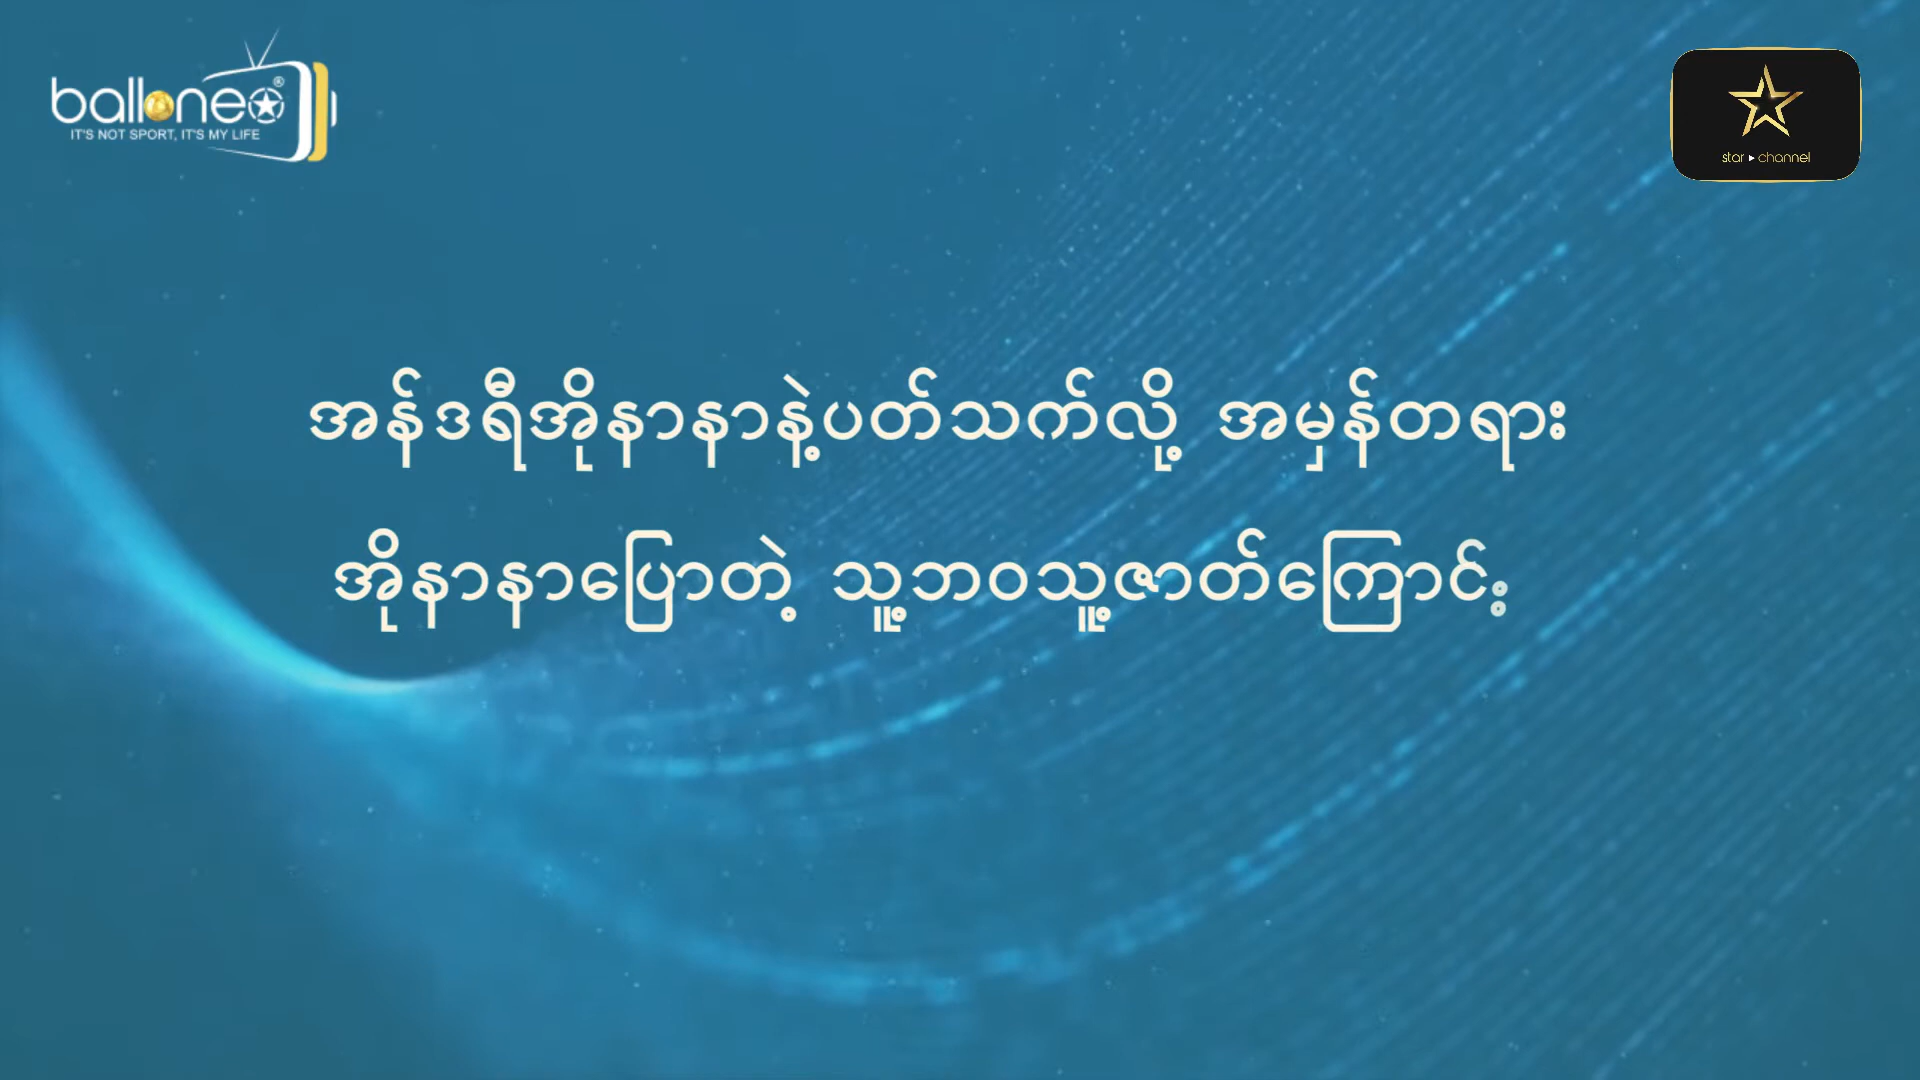 ballone
IT'S NOT SPORT, IT'S MY LIFE
star channel
အန်ဒရီအိုနာနာနဲ့ပတ်သက်လို့ အမှန်တရား
အိုနာနာပြောတဲ့ သူ့ဘဝသူ့ဇာတ်ကြောင်း